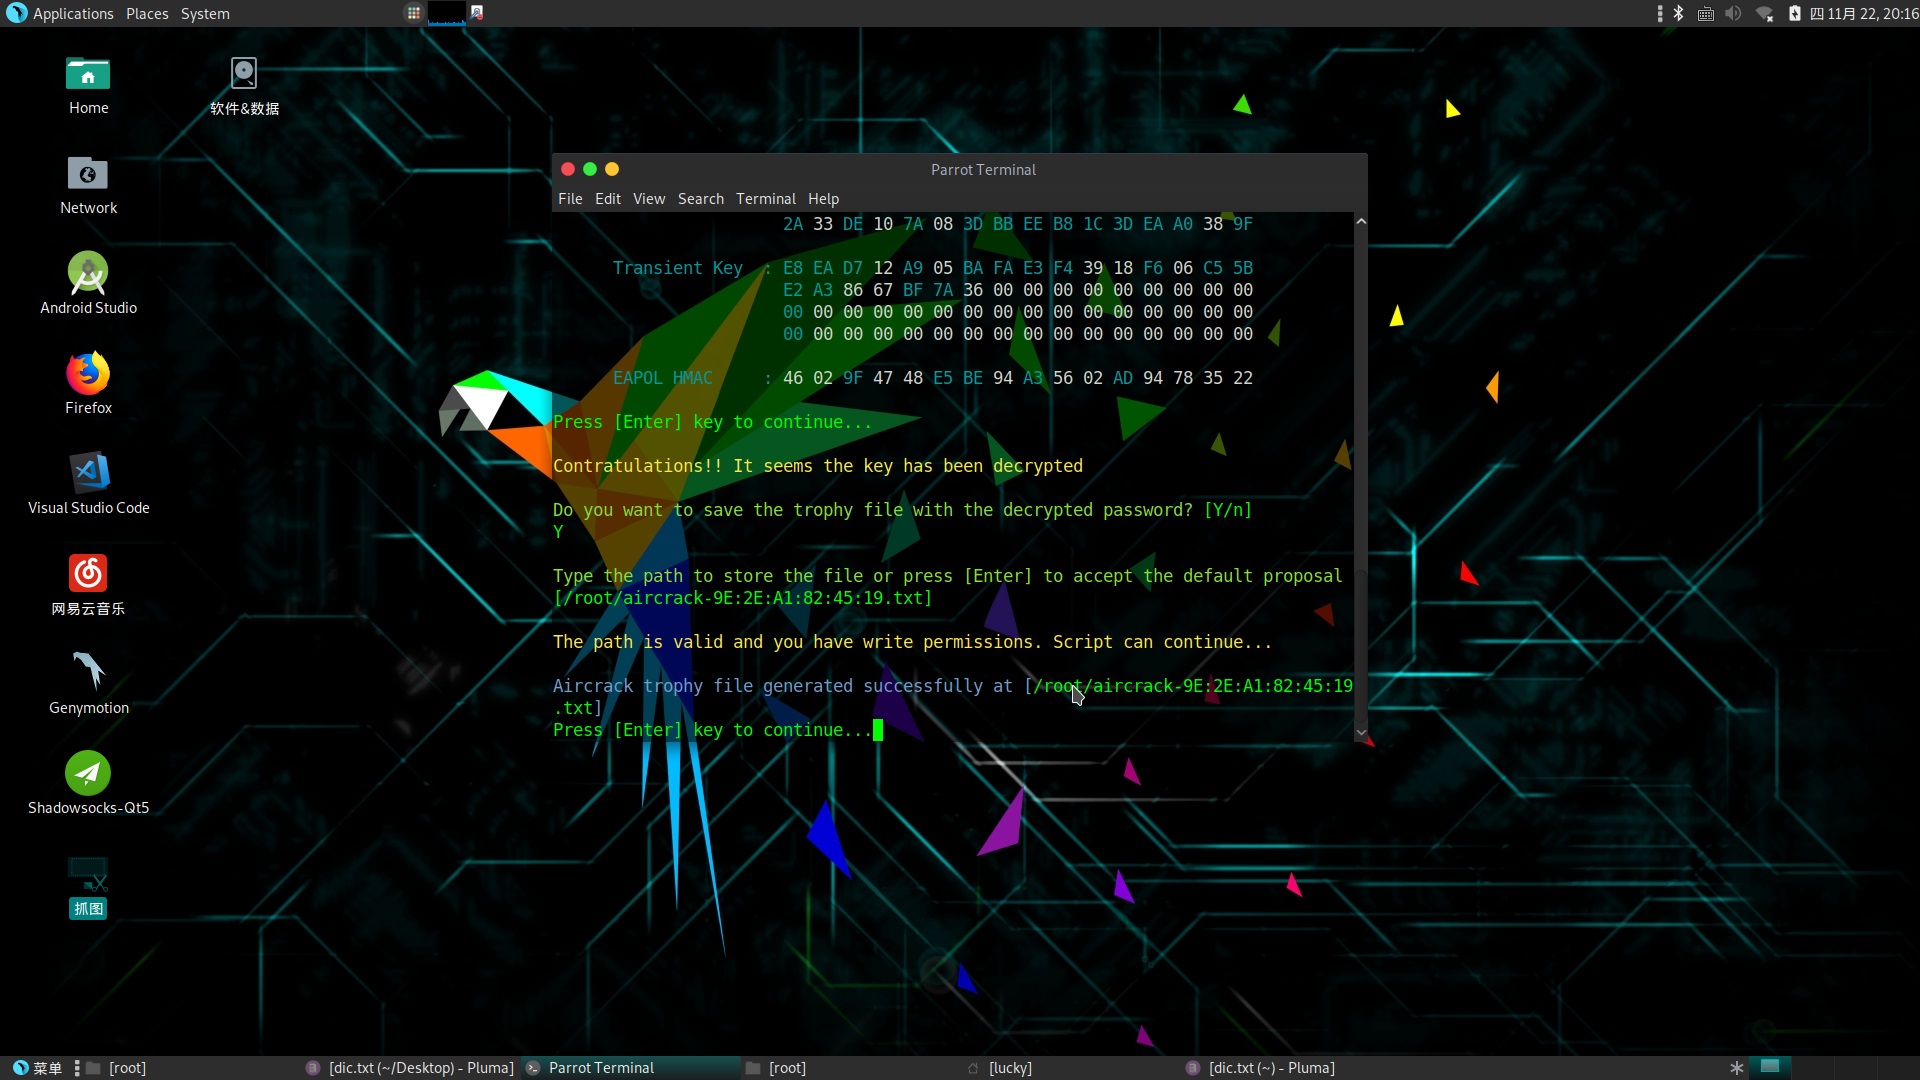 Applications Places System
四 11月 22, 20:16
Home
软件&数据
Network
Android Studio
Firefox
Visual Studio Code
网易云音乐
Genymotion
Shadowsocks-Qt5
抓图
Parrot Terminal
File Edit View Search Terminal Help
2A 33 DE 10 7A 08 3D BB EE B8 1C 3D EA A0 38 9F
Transient Key : E8 EA D7 12 A9 05 BA FA E3 F4 39 18 F6 06 C5 5B
E2 A3 86 67 BF 7A 36 00 00 00 00 00 00 00 00 00
00 00 00 00 00 00 00 00 00 00 00 00 00 00 00 00
00 00 00 00 00 00 00 00 00 00 00 00 00 00 00 00
EAPOL HMAC : 46 02 9F 47 48 E5 BE 94 A3 56 02 AD 94 78 35 22
Press [Enter] key to continue...
Contratulations!! It seems the key has been decrypted
Do you want to save the trophy file with the decrypted password? [Y/n]
Y
Type the path to store the file or press [Enter] to accept the default proposal
[/root/aircrack-9E:2E:A1:82:45:19.txt]
The path is valid and you have write permissions. Script can continue...
Aircrack trophy file generated successfully at [/root/aircrack-9E:2E:A1:82:45:19
.txt]
Press [Enter] key to continue...
菜单 [root] [dic.txt (~/Desktop) - Pluma] Parrot Terminal [root] [lucky] [dic.txt (~) - Pluma]